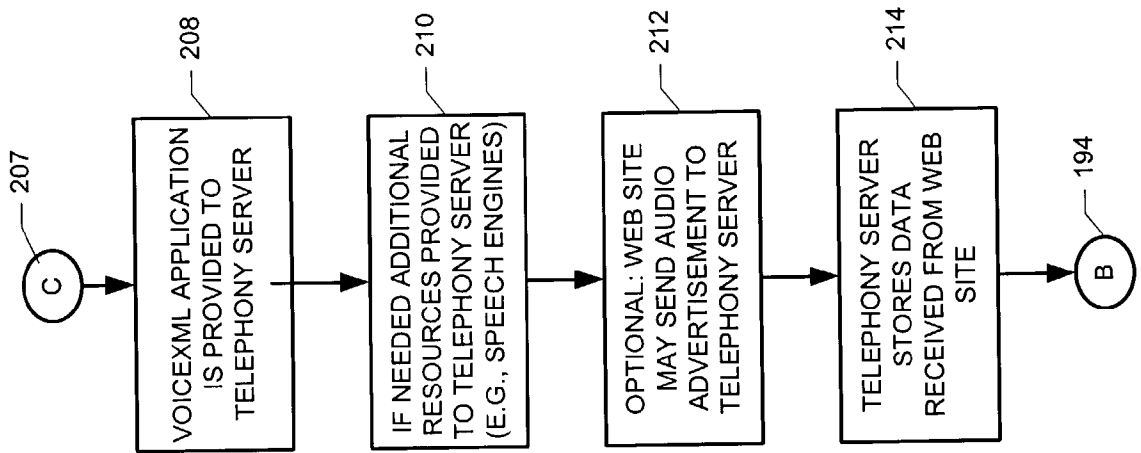 207
C
208
VOICEXML APPLICATION
IS PROVIDED TO
TELEPHONY SERVER
210
IF NEEDED ADDITIONAL
RESOURCES PROVIDED
TO TELEPHONY SERVER
(E.G., SPEECH ENGINES)
212
OPTIONAL: WEB SITE
MAY SEND AUDIO
ADVERTISEMENT TO
TELEPHONY SERVER
214
TELEPHONY SERVER
STORES DATA
RECEIVED FROM WEB
SITE
194
B